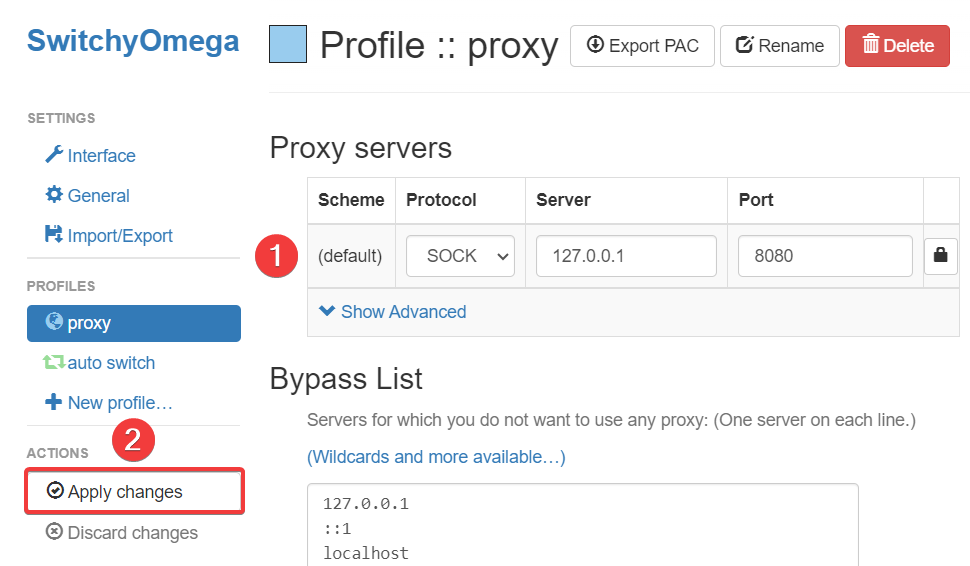 SwitchyOmega
Profile :: proxy
Export PAC
Rename
Delete
SETTINGS
Interface
General
Import/Export
PROFILES
proxy
auto switch
New profile…
ACTIONS
2
Apply changes
Discard changes
Proxy servers
Scheme Protocol Server Port
1
(default) SOCK 127.0.0.1 8080
Show Advanced
Bypass List
Servers for which you do not want to use any proxy: (One server on each line.)
(Wildcards and more available…)
127.0.0.1
::1
localhost